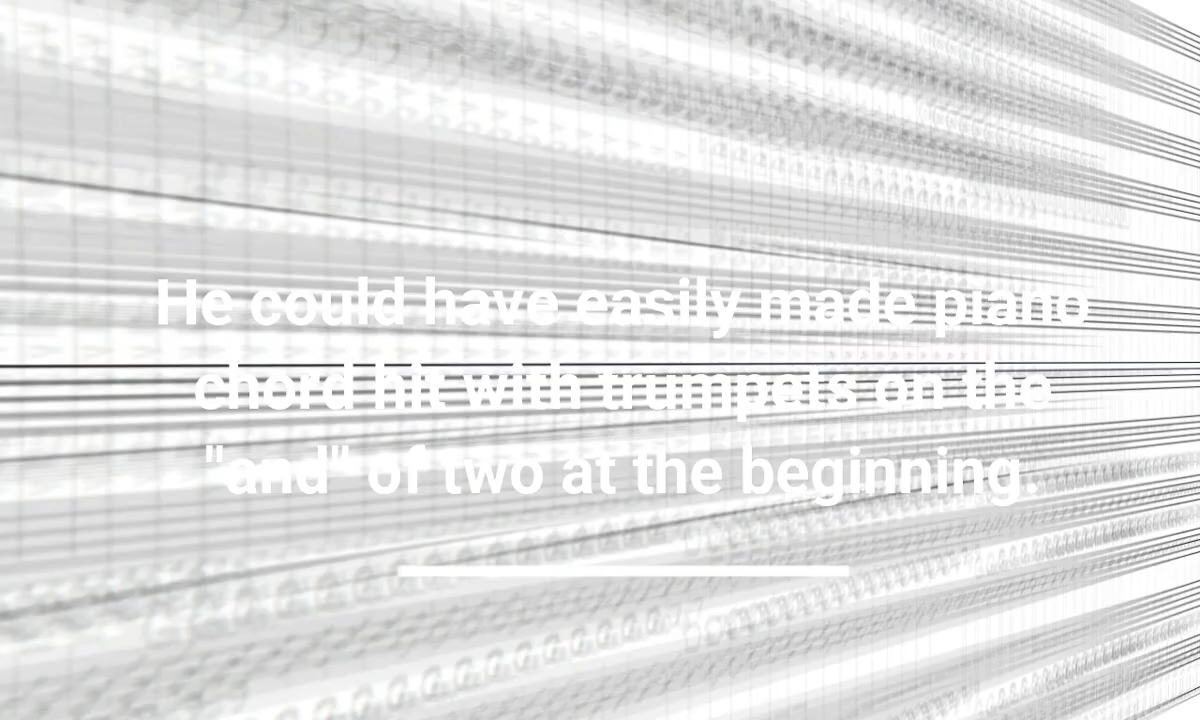 He could have easily made piano
chord hit with trumpets on the
"and" of two at the beginning.